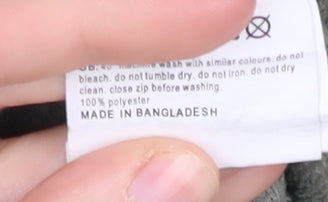 GB: 40° machine wash with similar colours. do not
bleach. do not tumble dry. do not iron. do not dry
clean. close zip before washing.
100% polyester
MADE IN BANGLADESH